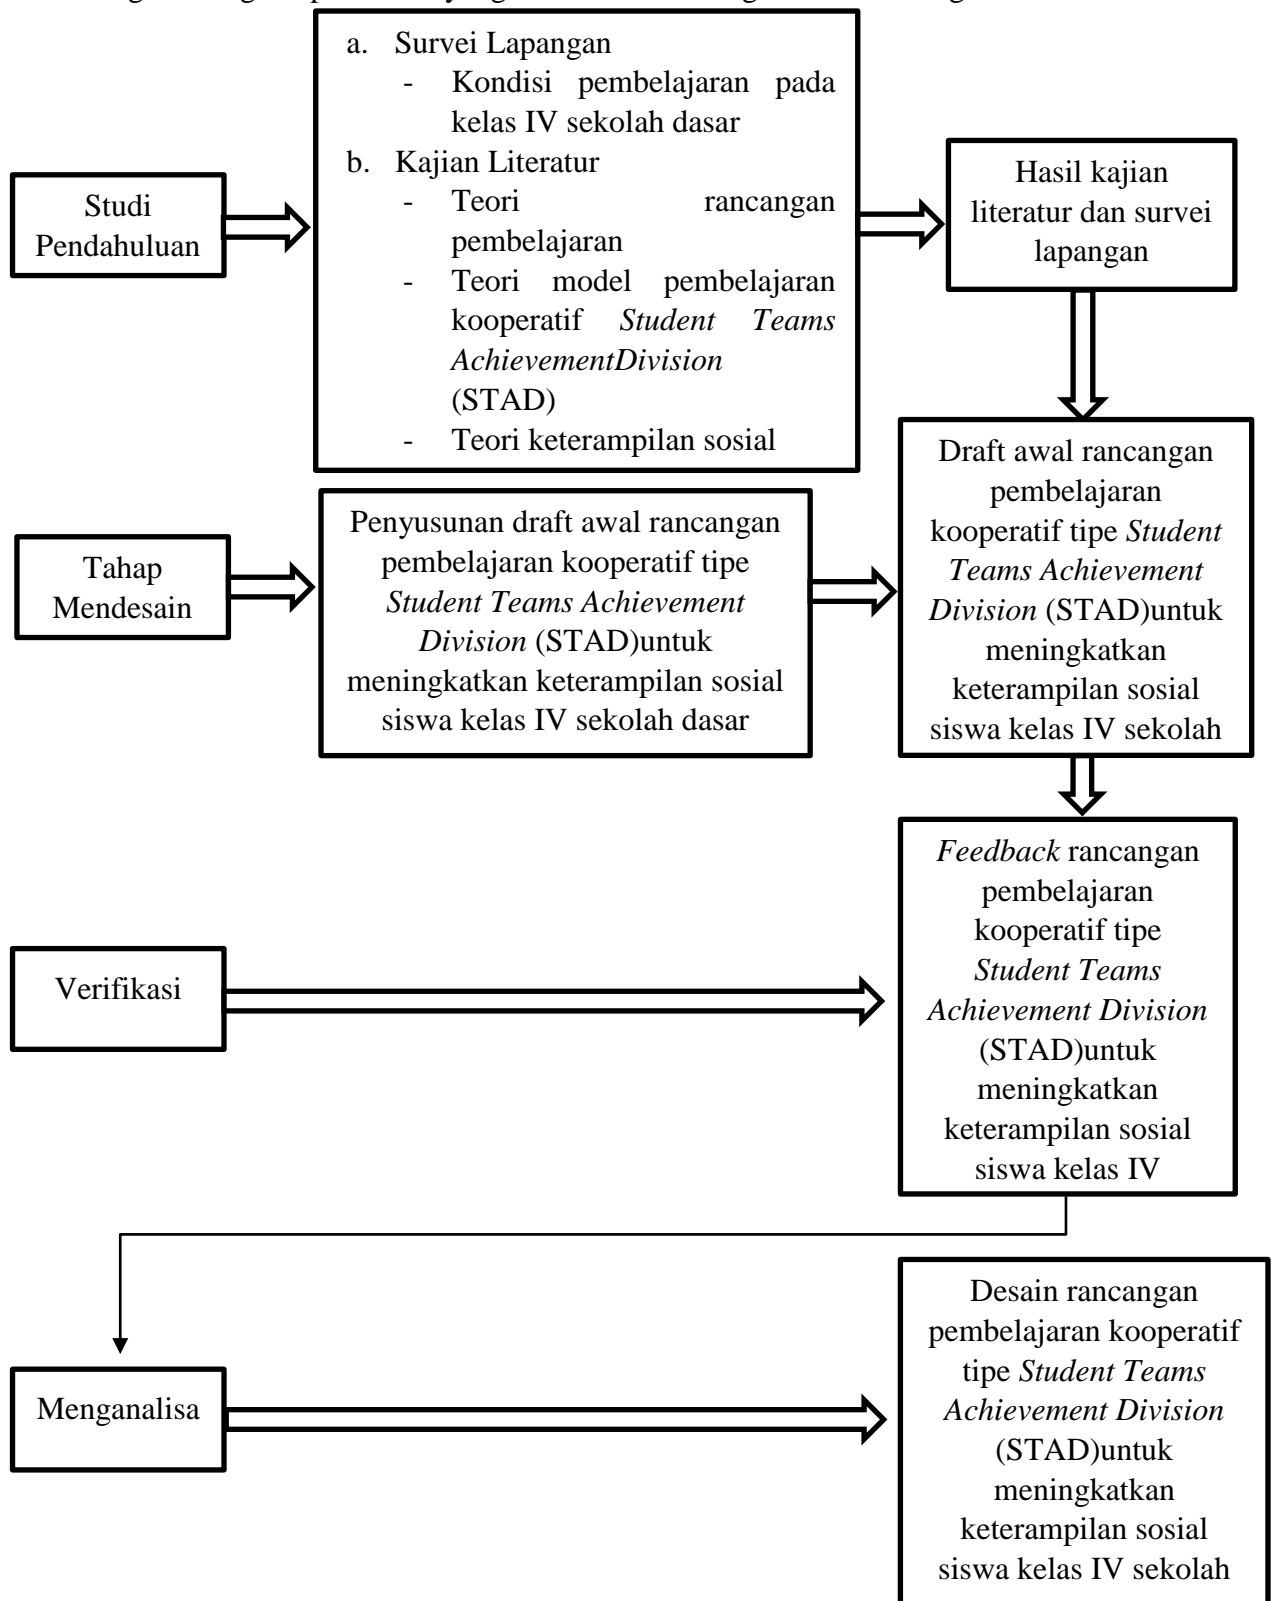 a. Survei Lapangan
- Kondisi pembelajaran pada
kelas IV sekolah dasar
b. Kajian Literatur
- Teori rancangan
pembelajaran
- Teori model pembelajaran
kooperatif Student Teams
AchievementDivision
(STAD)
- Teori keterampilan sosial
Studi
Pendahuluan
Hasil kajian
literatur dan survei
lapangan
Tahap
Mendesain
Penyusunan draft awal rancangan
pembelajaran kooperatif tipe
Student Teams Achievement
Division (STAD)untuk
meningkatkan keterampilan sosial
siswa kelas IV sekolah dasar
Draft awal rancangan
pembelajaran
kooperatif tipe Student
Teams Achievement
Division (STAD)untuk
meningkatkan
keterampilan sosial
siswa kelas IV sekolah
Verifikasi
Feedback rancangan
pembelajaran
kooperatif tipe
Student Teams
Achievement Division
(STAD)untuk
meningkatkan
keterampilan sosial
siswa kelas IV
Menganalisa
Desain rancangan
pembelajaran kooperatif
tipe Student Teams
Achievement Division
(STAD)untuk
meningkatkan
keterampilan sosial
siswa kelas IV sekolah